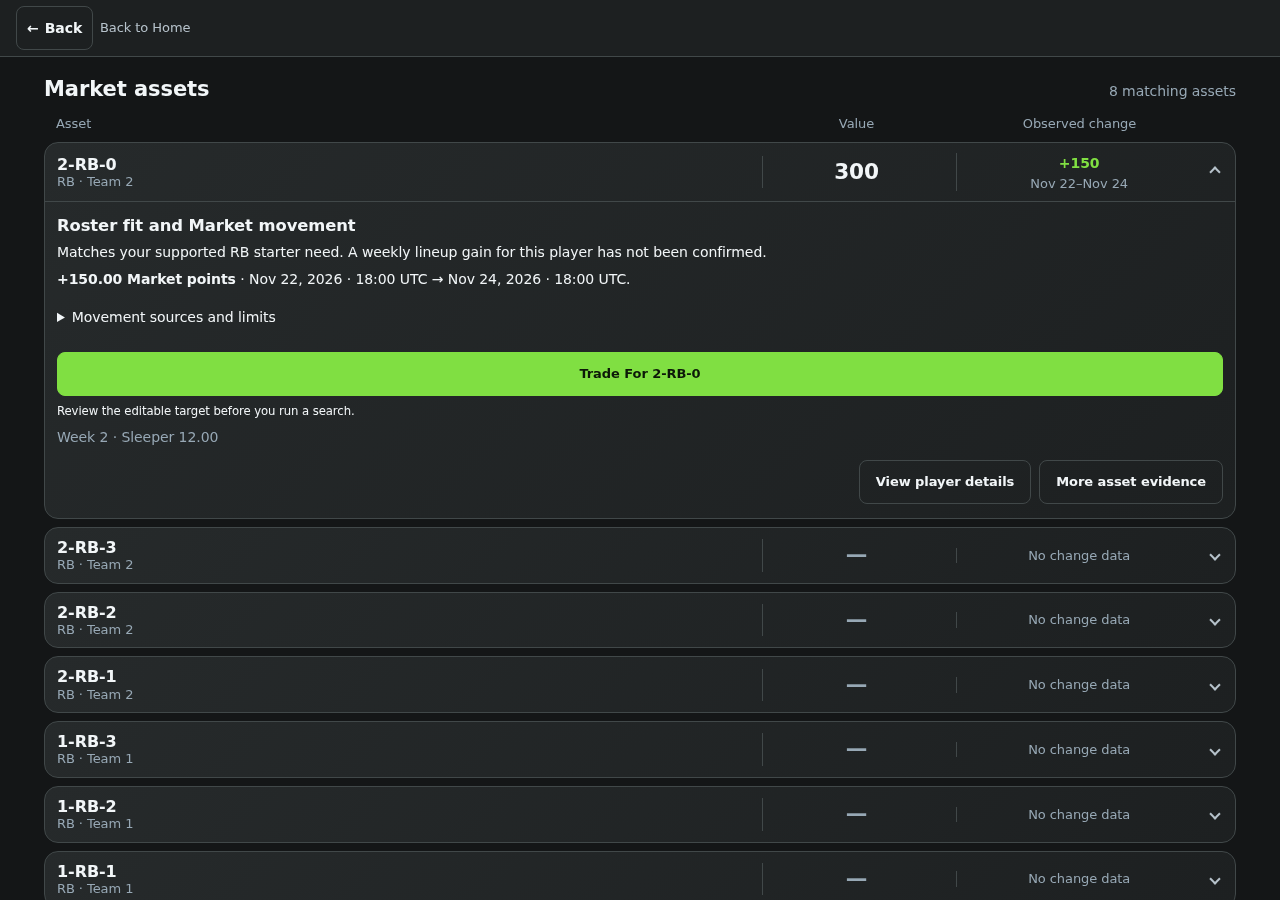 ← Back Back to Home
Market assets
8 matching assets
Asset Value Observed change
2-RB-0
RB · Team 2
300
+150
Nov 22–Nov 24
Roster fit and Market movement
Matches your supported RB starter need. A weekly lineup gain for this player has not been confirmed.
+150.00 Market points · Nov 22, 2026 · 18:00 UTC → Nov 24, 2026 · 18:00 UTC.
▶ Movement sources and limits
Trade For 2-RB-0
Review the editable target before you run a search.
Week 2 · Sleeper 12.00
View player details More asset evidence
2-RB-3
RB · Team 2
— No change data
2-RB-2
RB · Team 2
— No change data
2-RB-1
RB · Team 2
— No change data
1-RB-3
RB · Team 1
— No change data
1-RB-2
RB · Team 1
— No change data
1-RB-1
RB · Team 1
— No change data